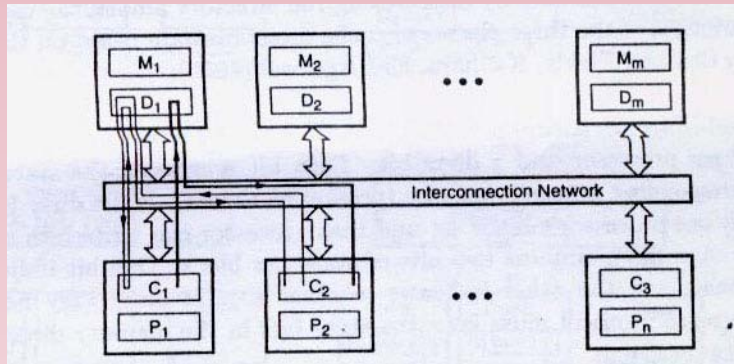 M1 M2 Mm
D1 D2 Dm
Interconnection Network
C1 C2 C3
P1 P2 Pn